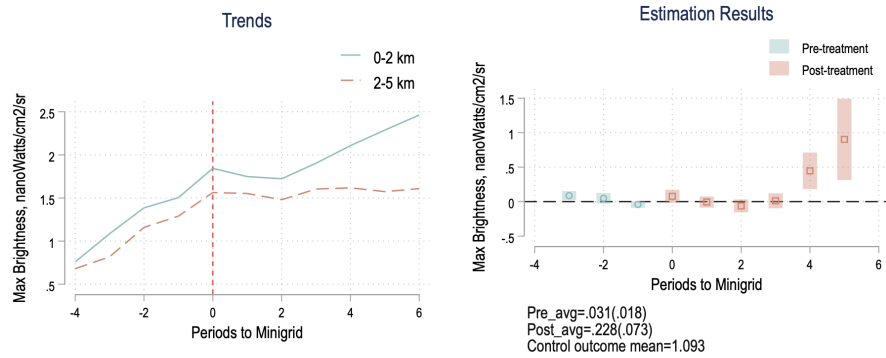 Trends
0-2 km
2-5 km
Max Brightness, nanoWatts/cm2/sr
2.5
2
1.5
1
.5
-4
-2
0
2
4
6
Periods to Minigrid
Estimation Results
Pre-treatment
Post-treatment
Max Brightness, nanoWatts/cm2/sr
1.5
1
.5
0
-.5
-4
-2
0
2
4
6
Periods to Minigrid
Pre_avg=.031(.018)
Post_avg=.228(.073)
Control outcome mean=1.093